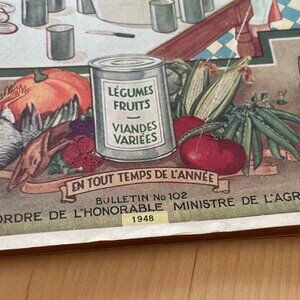 LÉGUMES
FRUITS
VIANDES
VARIÉES
EN TOUT TEMPS DE L'ANNÉE
BULLETIN No 102
ORDRE DE L'HONORABLE MINISTRE DE L'AGR
1948